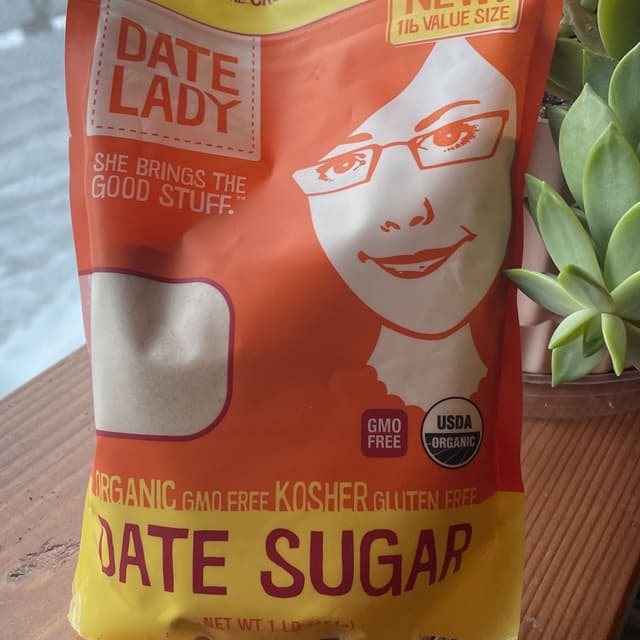 NEW!
1lb VALUE SIZE
DATE
LADY
SHE BRINGS THE
GOOD STUFF.™
GMO
FREE
USDA
ORGANIC
ORGANIC GMO FREE KOSHER GLUTEN FREE
DATE SUGAR
NET WT 1 LB